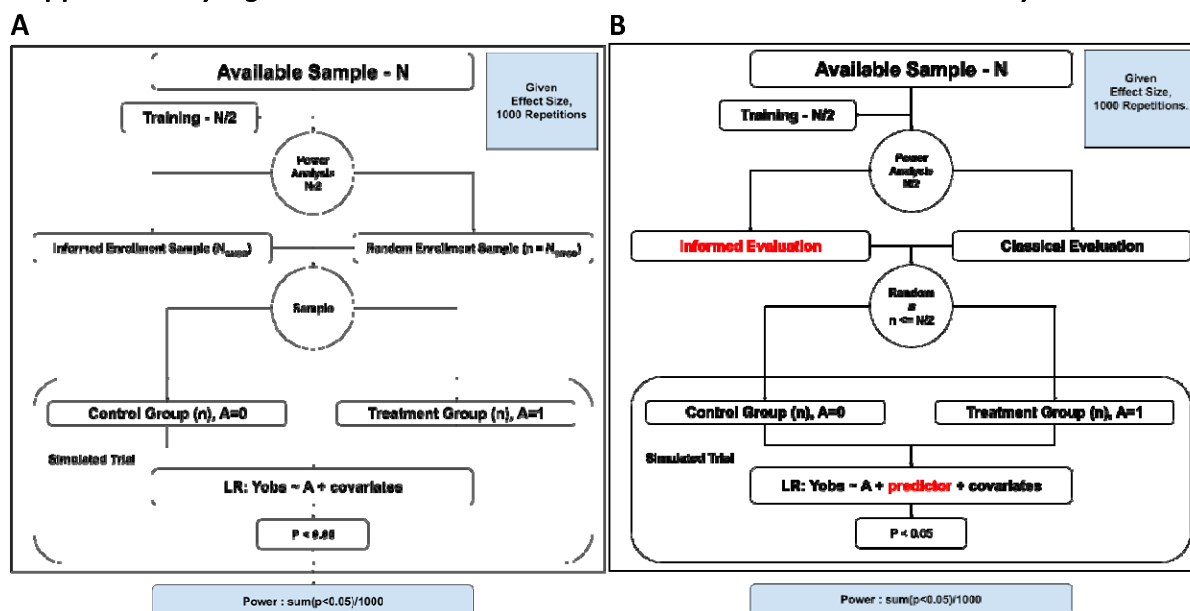 A
B
Available Sample - N
Given
Effect Size,
1000 Repetitions
Training - N/2
Power
Analysis
N/2
Informed Enrollment Sample
Random Enrollment Sample (n =
Sample
Control Group (n), A=0
Treatment Group (n), A=1
Simulated Trial
LR: Yobs ~ A + covariates
P < 0.05
Power : sum(p<0.05)/1000
Available Sample - N
Given
Effect Size,
1000 Repetitions.
Training - N/2
Power
Analysis
N/2
Informed Evaluation
Classical Evaluation
Random
n <= N/2
Control Group (n), A=0
Treatment Group (n), A=1
Simulated Trial
LR: Yobs ~ A + predictor + covariates
P < 0.05
Power : sum(p<0.05)/1000